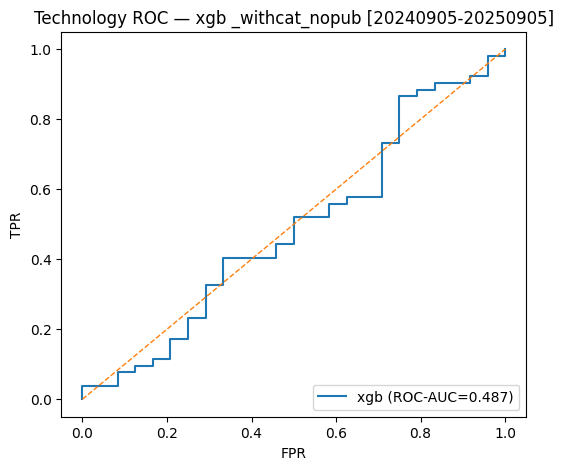 Technology ROC — xgb _withcat_nopub [20240905-20250905]
1.0
0.8
0.6
0.4
0.2
0.0
TPR
0.0 0.2 0.4 0.6 0.8 1.0
FPR
xgb (ROC-AUC=0.487)